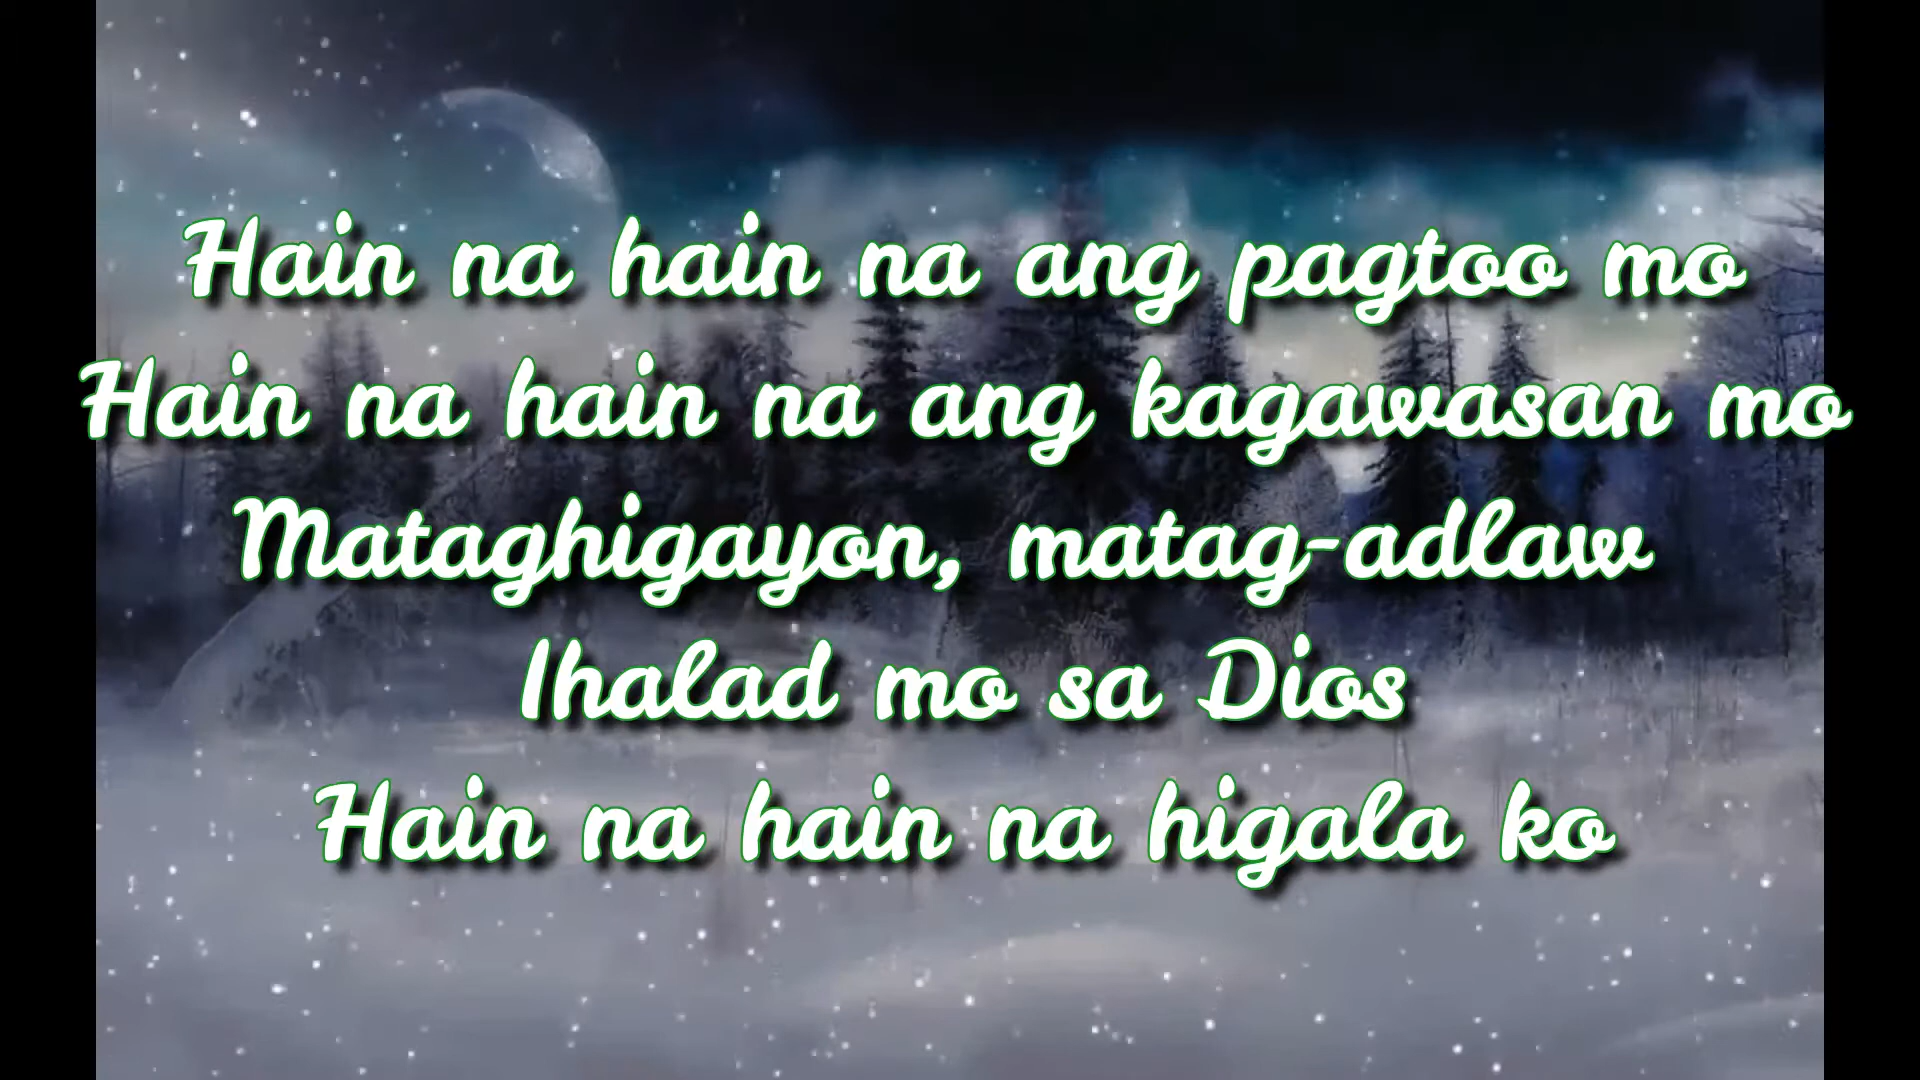 Hain na hain na ang pagtoo mo
Hain na hain na ang kagawasan mo
Mataghigayon, matag-adlaw
Ihalad mo sa Dios
Hain na hain na higala ko